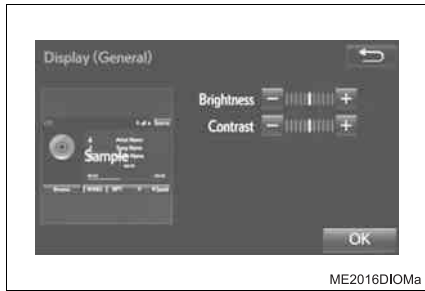 Display (General)
Brightness − +
Contrast − +
Sample
OK
ME2016DIOMa